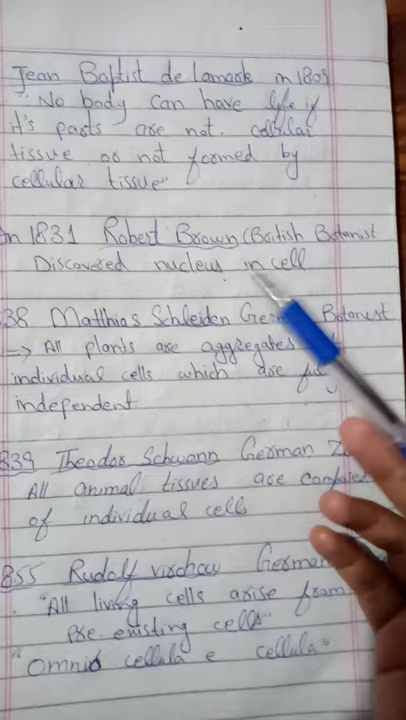 Jean Baptist de Lamack in 1809
"No body can have life if
it's parts are not cellular
tissue or not formed by
cellular tissue"
In 1831 Robert Brown (British Botanist
Discovered nucleus in cell
38 Matthias Schleiden Botanist
=> All plants are aggregates
individual cells which are
independent
839 Theodor Schwann German
All animal tissues are
of individual cells
855 Rudolf virchow German
"All living cells arise from
pre-existing cells"
"Omnis cellula e cellula"